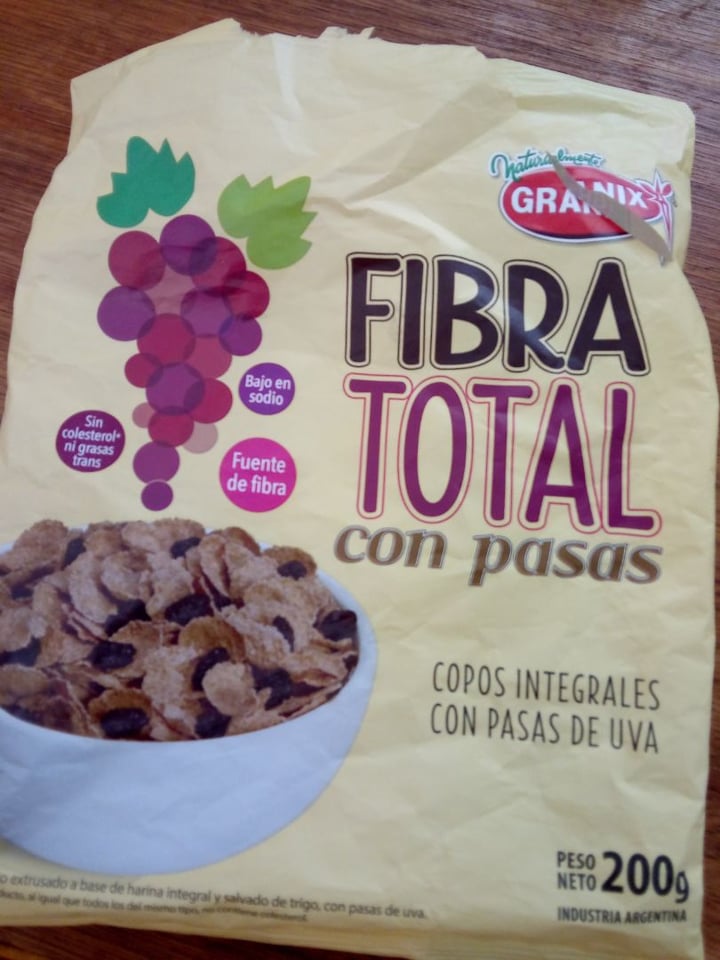 Naturalmente
GRANIX
FIBRA
TOTAL
con pasas
Bajo en
sodio
Sin
colesterol*
ni grasas
trans
Fuente
de fibra
COPOS INTEGRALES
CON PASAS DE UVA
PESO
NETO 200g
INDUSTRIA ARGENTINA
o extrusado a base de harina integral y salvado de trigo, con pasas de uva.
ducto, al igual que todos los del mismo tipo, no contiene colesterol.